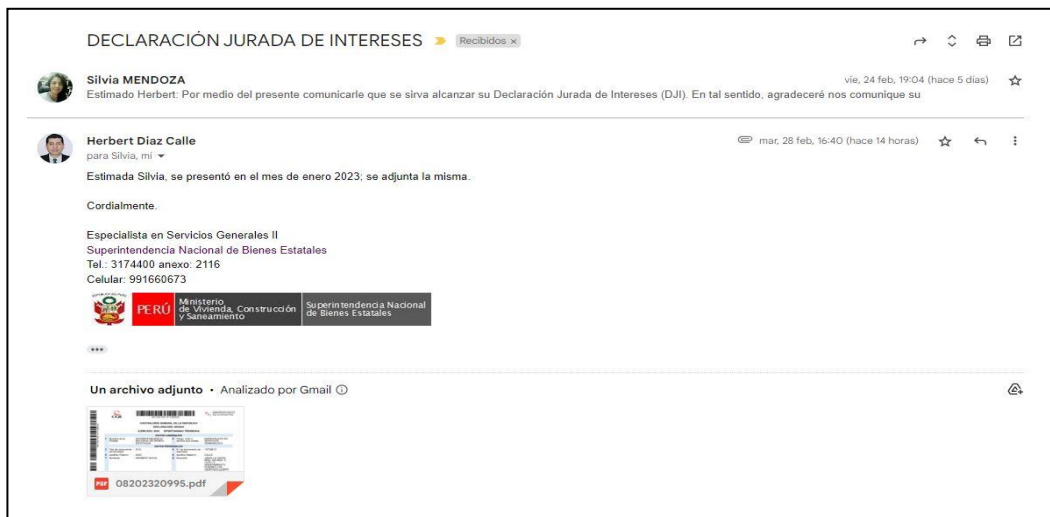 DECLARACIÓN JURADA DE INTERESES Recibidos x
Silvia MENDOZA vie, 24 feb, 19:04 (hace 5 días)
Estimado Herbert: Por medio del presente comunicarle que se sirva alcanzar su Declaración Jurada de Intereses (DJI). En tal sentido, agradeceré nos comunique su
Herbert Diaz Calle mar, 28 feb, 16:40 (hace 14 horas)
para Silvia, mí
Estimada Silvia, se presentó en el mes de enero 2023; se adjunta la misma.
Cordialmente.
Especialista en Servicios Generales II
Superintendencia Nacional de Bienes Estatales
Tel.: 3174400 anexo: 2116
Celular: 991660673
PERÚ
Ministerio
de Vivienda, Construcción
y Saneamiento
Superintendencia Nacional
de Bienes Estatales
Un archivo adjunto • Analizado por Gmail
PDF 08202320995.pdf